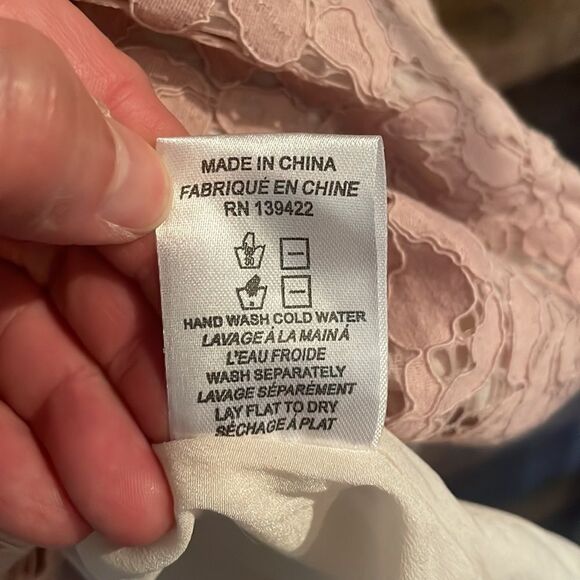 MADE IN CHINA
FABRIQUÉ EN CHINE
RN 139422
HAND WASH COLD WATER
LAVAGE À LA MAIN À
L'EAU FROIDE
WASH SEPARATELY
LAVAGE SÉPARÉMENT
LAY FLAT TO DRY
SÉCHAGE À PLAT